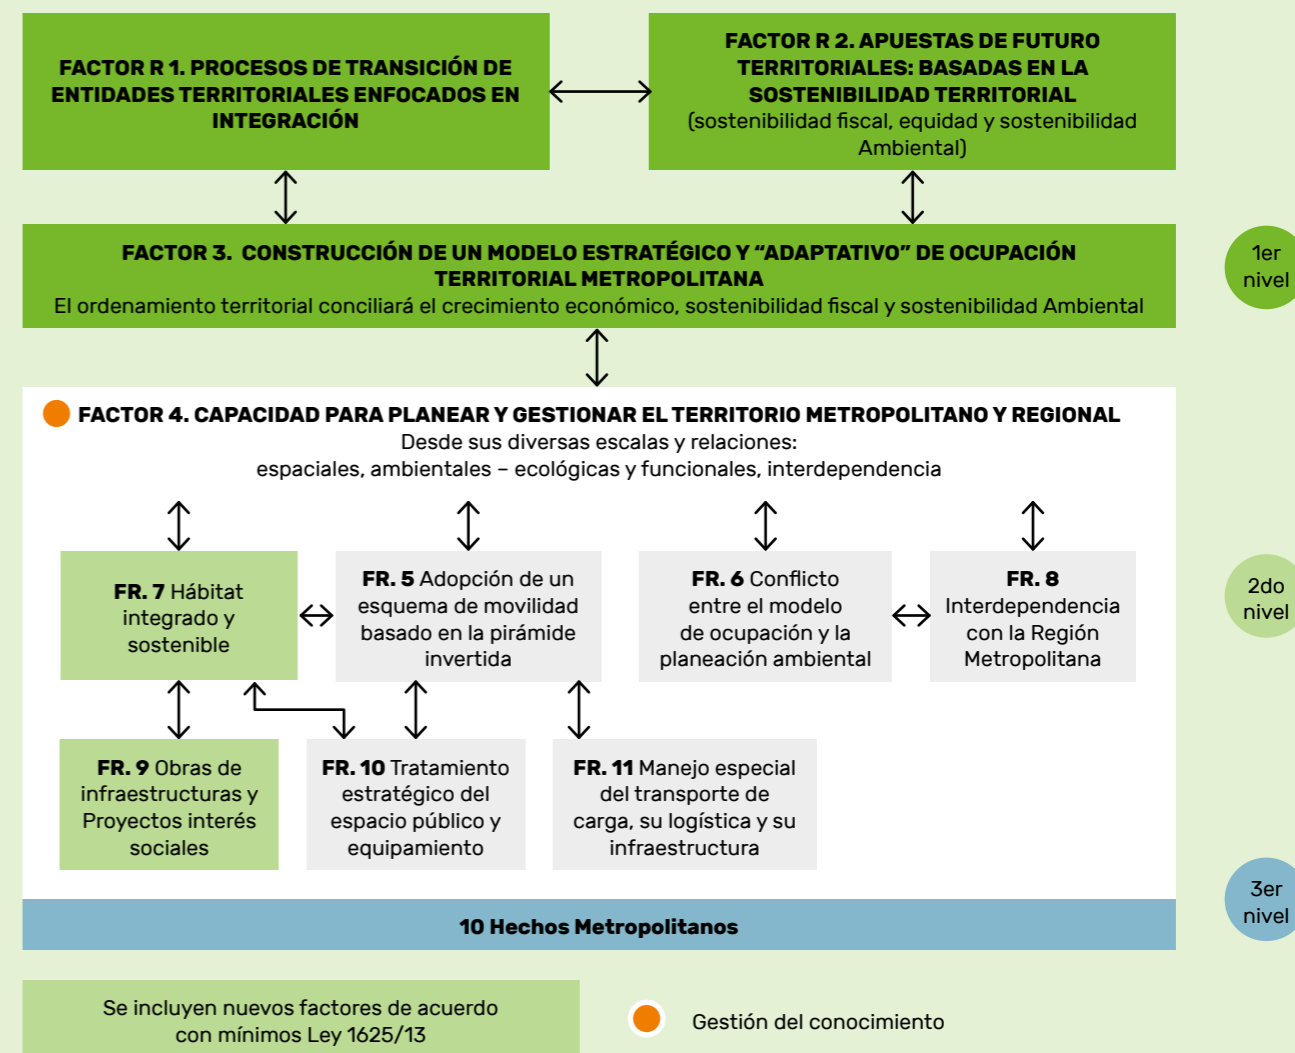 FACTOR R 1. PROCESOS DE TRANSICIÓN DE
ENTIDADES TERRITORIALES ENFOCADOS EN
INTEGRACIÓN
FACTOR R 2. APUESTAS DE FUTURO
TERRITORIALES: BASADAS EN LA
SOSTENIBILIDAD TERRITORIAL
(sostenibilidad fiscal, equidad y sostenibilidad
Ambiental)
FACTOR 3. CONSTRUCCIÓN DE UN MODELO ESTRATÉGICO Y “ADAPTATIVO” DE OCUPACIÓN
TERRITORIAL METROPOLITANA
El ordenamiento territorial conciliará el crecimiento económico, sostenibilidad fiscal y sostenibilidad Ambiental
1er
nivel
FACTOR 4. CAPACIDAD PARA PLANEAR Y GESTIONAR EL TERRITORIO METROPOLITANO Y REGIONAL
Desde sus diversas escalas y relaciones:
espaciales, ambientales – ecológicas y funcionales, interdependencia
FR. 7 Hábitat
integrado y
sostenible
FR. 5 Adopción de un
esquema de movilidad
basado en la pirámide
invertida
FR. 6 Conflicto
entre el modelo
de ocupación y la
planeación ambiental
FR. 8
Interdependencia
con la Región
Metropolitana
2do
nivel
FR. 9 Obras de
infraestructuras y
Proyectos interés
sociales
FR. 10 Tratamiento
estratégico del
espacio público y
equipamiento
FR. 11 Manejo especial
del transporte de
carga, su logística y su
infraestructura
10 Hechos Metropolitanos
3er
nivel
Se incluyen nuevos factores de acuerdo
con mínimos Ley 1625/13
Gestión del conocimiento